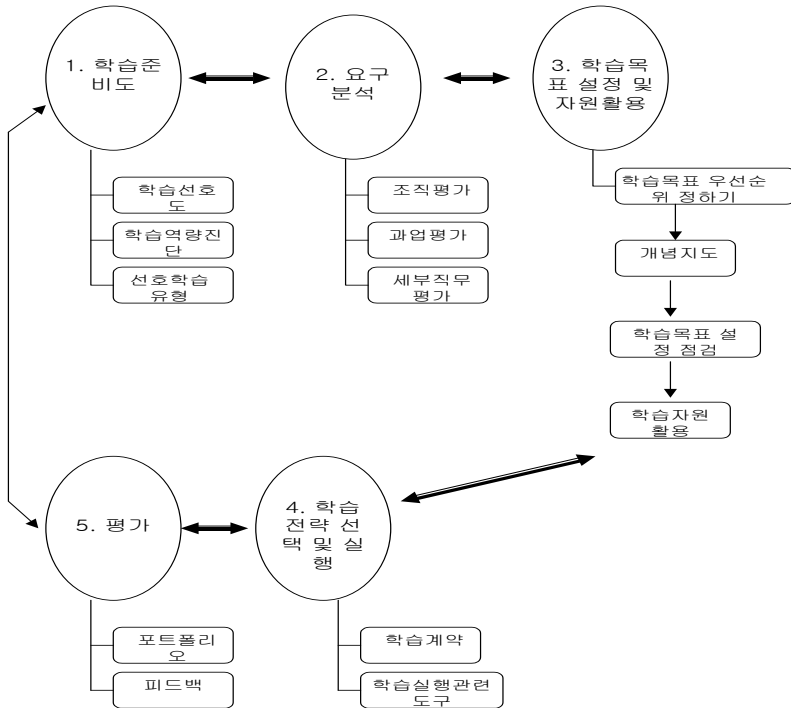 1. 학습준
비도
2. 요구
분석
3. 학습목
표 설정 및
자원활용
학습선호
도
학습역량진
단
선호학습
유형
조직평가
과업평가
세부직무
평가
학습목표 우선순
위 정하기
개념지도
학습목표 설
정 점검
학습자원
활용
5. 평가
4. 학습
전략 선
택 및 실
행
포트폴리
오
피드백
학습계약
학습실행관련
도구